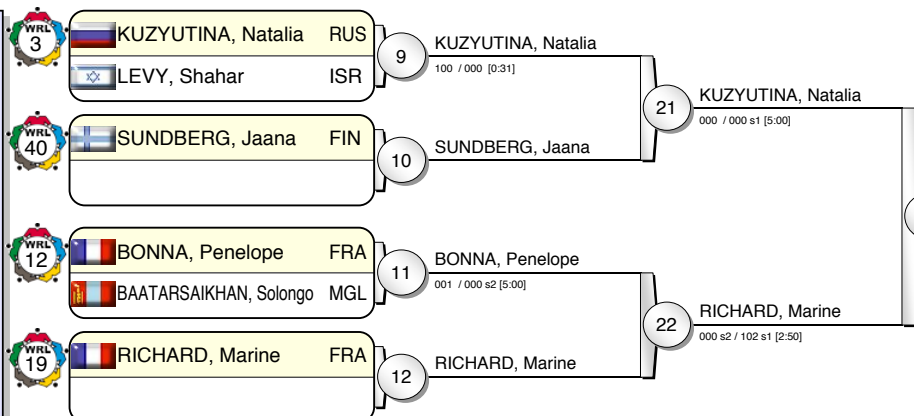 WRL
3
KUZYUTINA, Natalia RUS
LEVY, Shahar ISR
9
KUZYUTINA, Natalia
100 / 000 [0:31]
WRL
40
SUNDBERG, Jaana FIN
10
SUNDBERG, Jaana
21
KUZYUTINA, Natalia
000 / 000 s1 [5:00]
WRL
12
BONNA, Penelope FRA
BAATARSAIKHAN, Solongo MGL
11
BONNA, Penelope
001 / 000 s2 [5:00]
WRL
19
RICHARD, Marine FRA
12
RICHARD, Marine
22
RICHARD, Marine
000 s2 / 102 s1 [2:50]